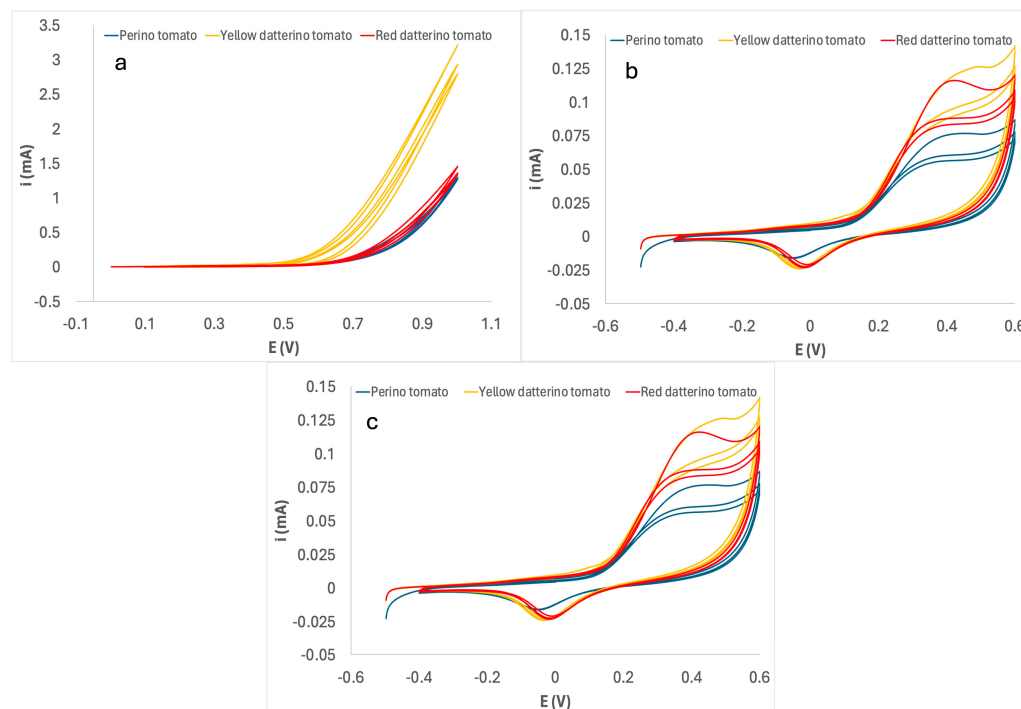 Perino tomato Yellow datterino tomato Red datterino tomato
a
3.5
3
2.5
2
1.5
1
0.5
0
-0.5
i (mA)
-0.1 0.1 0.3 0.5 0.7 0.9 1.1
E (V)
Perino tomato Yellow datterino tomato Red datterino tomato
b
0.15
0.125
0.1
0.075
0.05
0.025
0
-0.025
-0.05
i (mA)
-0.6 -0.4 -0.2 0 0.2 0.4 0.6
E (V)
Perino tomato Yellow datterino tomato Red datterino tomato
c
0.15
0.125
0.1
0.075
0.05
0.025
0
-0.025
-0.05
i (mA)
-0.6 -0.4 -0.2 0 0.2 0.4 0.6
E (V)